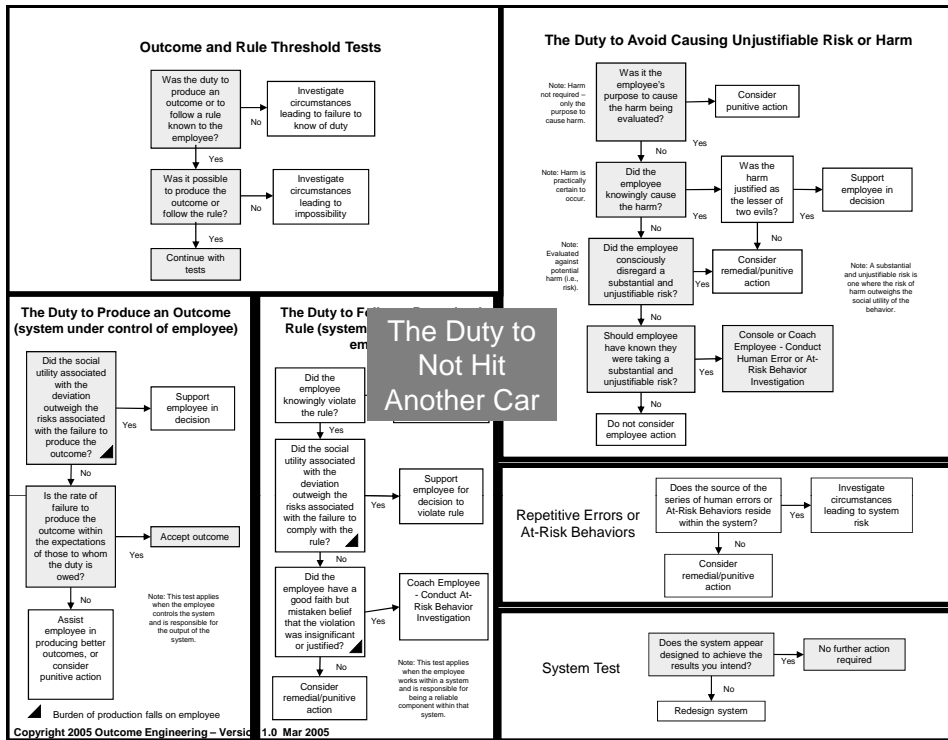 Outcome and Rule Threshold Tests
Was the duty to
produce an
outcome or to
follow a rule
known to the
employee?
No
Investigate
circumstances
leading to failure to
know of duty
Yes
Was it possible
to produce the
outcome or
follow the rule?
No
Investigate
circumstances
leading to
impossibility
Yes
Continue with
tests
The Duty to Avoid Causing Unjustifiable Risk or Harm
Note: Harm
not required –
only the
purpose to
cause harm.
Was it the
employee's
purpose to cause
the harm being
evaluated?
Yes
Consider
punitive action
No
Note: Harm is
practically
certain to
occur.
Did the
employee
knowingly cause
the harm?
Yes
Was the
harm
justified as
the lesser of
two evils?
Yes
Support
employee in
decision
No
No
Note:
Evaluated
against
potential
harm (i.e.,
risk).
Did the employee
consciously
disregard a
substantial and
unjustifiable risk?
Yes
Consider
remedial/punitive
action
Note: A substantial
and unjustifiable risk is
one where the risk of
harm outweighs the
social utility of the
behavior.
No
Should employee
have known they
were taking a
substantial and
unjustifiable risk?
Yes
Console or Coach
Employee - Conduct
Human Error or At-
Risk Behavior
Investigation
No
Do not consider
employee action
The Duty to Produce an Outcome
(system under control of employee)
Did the social
utility associated
with the
deviation
outweigh the
risks associated
with the failure to
produce the
outcome?
Yes
Support
employee in
decision
No
Is the rate of
failure to
produce the
outcome within
the expectations
of those to whom
the duty is
owed?
Yes
Accept outcome
No
Assist
employee in
producing better
outcomes, or
consider
punitive action
Note: This test applies
when the employee
controls the system
and is responsible for
the output of the
system.
Burden of production falls on employee
The Duty to
Rule (system
The Duty to
Not Hit
Another Car
Did the
employee
knowingly violate
the rule?
Yes
Did the social
utility associated
with the
deviation
outweigh the
risks associated
with the failure to
comply with the
rule?
Yes
Support
employee for
decision to
violate rule
No
Did the
employee have a
good faith but
mistaken belief
that the violation
was insignificant
or justified?
Yes
Coach Employee
- Conduct At-
Risk Behavior
Investigation
No
Consider
remedial/punitive
action
Note: This test applies
when the employee
works within a system
and is responsible for
being a reliable
component within that
system.
Repetitive Errors or
At-Risk Behaviors
Does the source of the
series of human errors or
At-Risk Behaviors reside
within the system?
Yes
Investigate
circumstances
leading to system
risk
No
Consider
remedial/punitive
action
System Test
Does the system appear
designed to achieve the
results you intend?
Yes
No further action
required
No
Redesign system
Copyright 2005 Outcome Engineering – Version 1.0 Mar 2005